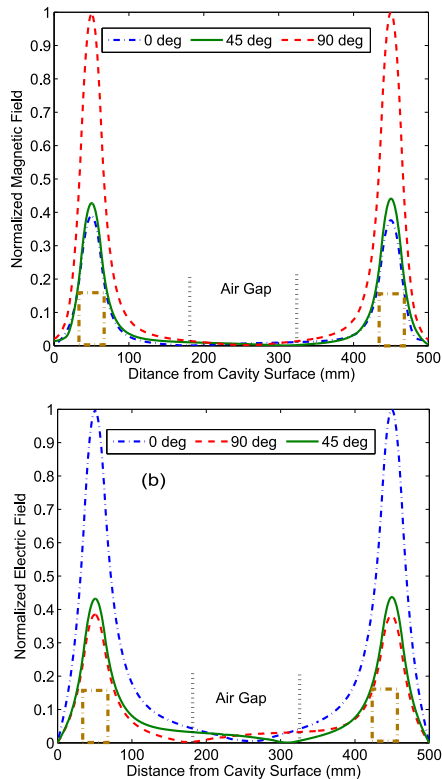 Normalized Magnetic Field
1
0.9
0.8
0.7
0.6
0.5
0.4
0.3
0.2
0.1
0
0 deg 45 deg 90 deg
Air Gap
0 100 200 300 400 500
Ditance from Cavity Surface (mm)
Normalized Electric Field
1
0.9
0.8
0.7
0.6
0.5
0.4
0.3
0.2
0.1
0
0 deg 90 deg 45 deg
(b)
Air Gap
0 100 200 300 400 500
Distance from Cavity Surface (mm)